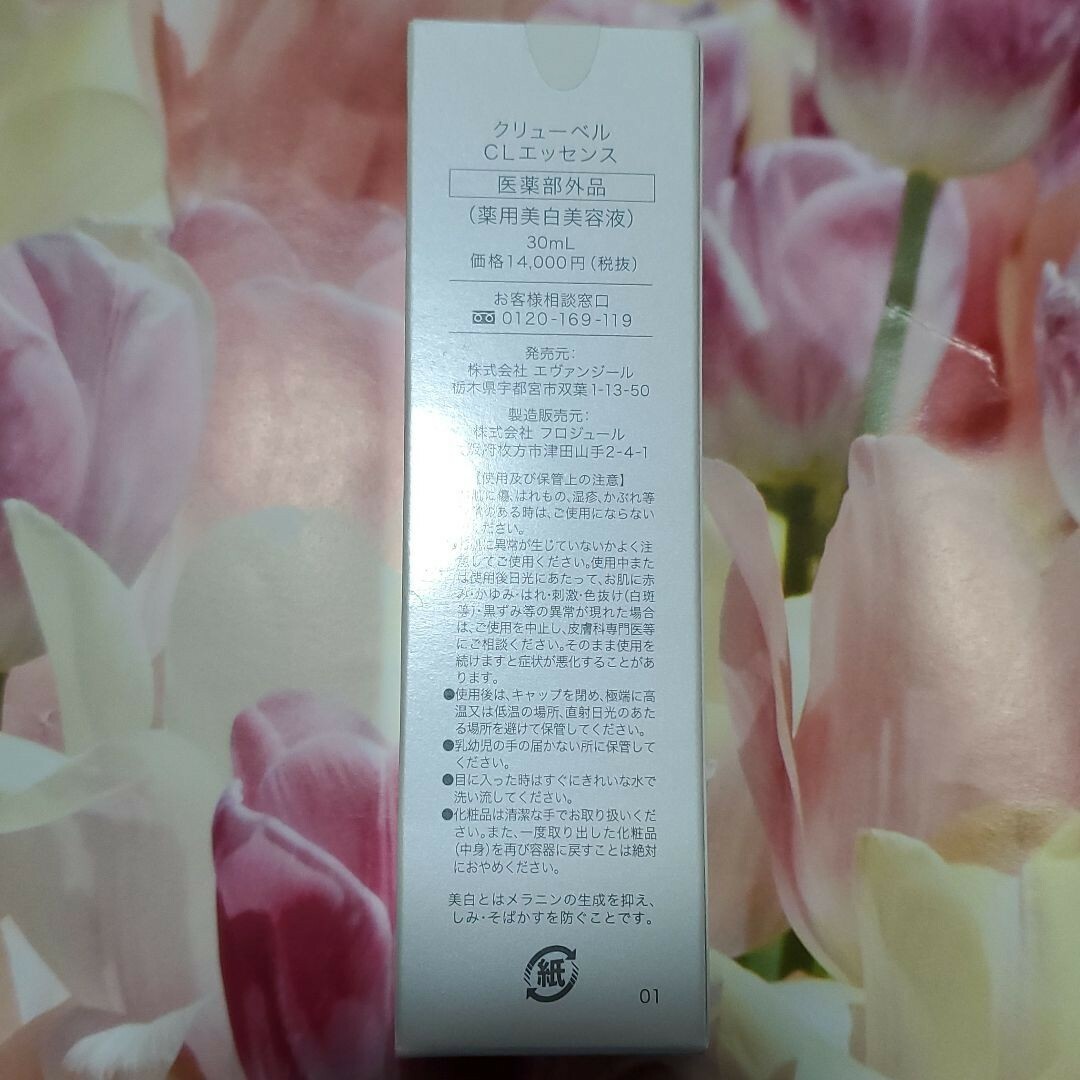 クリューベル
CLエッセンス
医薬部外品
(薬用美白美容液)
30mL
価格14,000円(税抜)
お客様相談窓口
0120-169-119
発売元:
株式会社 エヴァンジール
栃木県宇都宮市双葉1-13-50
製造販売元:
株式会社 フロジュール
府枚方市津田山手2-4-1
【使用及び保管上の注意】
に傷、はれもの、湿疹、かぶれ等
のある時は、ご使用にならない
ください。
に異常が生じていないかよく注
してご使用ください。使用中また
は使用後日光にあたって、お肌に赤
み・かゆみ・はれ・刺激・色抜け(白斑
等)・黒ずみ等の異常が現れた場合
は、ご使用を中止し、皮膚科専門医等
にご相談ください。そのまま使用を
続けますと症状が悪化することがあ
ります。
●使用後は、キャップを閉め、極端に高
温又は低温の場所、直射日光のあた
る場所を避けて保管してください。
●乳幼児の手の届かない所に保管して
ください。
●目に入った時はすぐにきれいな水で
洗い流してください。
●化粧品は清潔な手でお取り扱いくだ
さい。また、一度取り出した化粧品
(中身)を再び容器に戻すことは絶対
におやめください。
美白とはメラニンの生成を抑え、
しみ・そばかすを防ぐことです。
紙
01